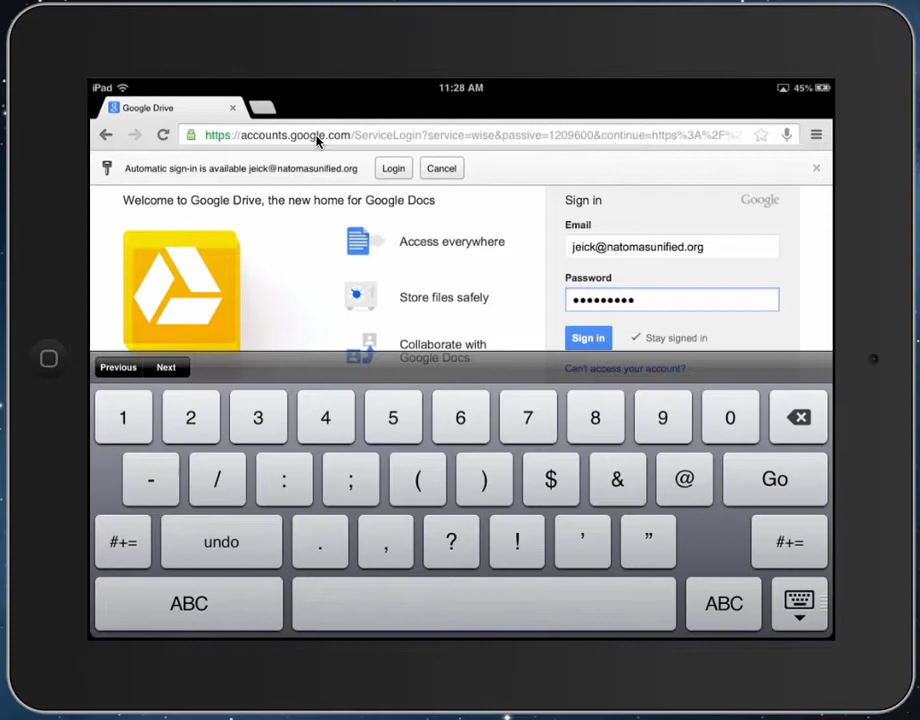 iPad 11:28 AM 45%
Google Drive
https://accounts.google.com/ServiceLogin?service=wise&passive=1209600&continue=https%3A%2F%2
Automatic sign-in is available jeick@natomasunified.org Login Cancel
Welcome to Google Drive, the new home for Google Docs
Access everywhere
Store files safely
Collaborate with
Google Docs
Sign in Google
Email
jeick@natomasunified.org
Password
•••••••••
Sign in Stay signed in
Can't access your account?
Previous Next
1 2 3 4 5 6 7 8 9 0
- / : ; ( ) $ & @ Go
#+= undo . , ? ! ' " #+=
ABC ABC